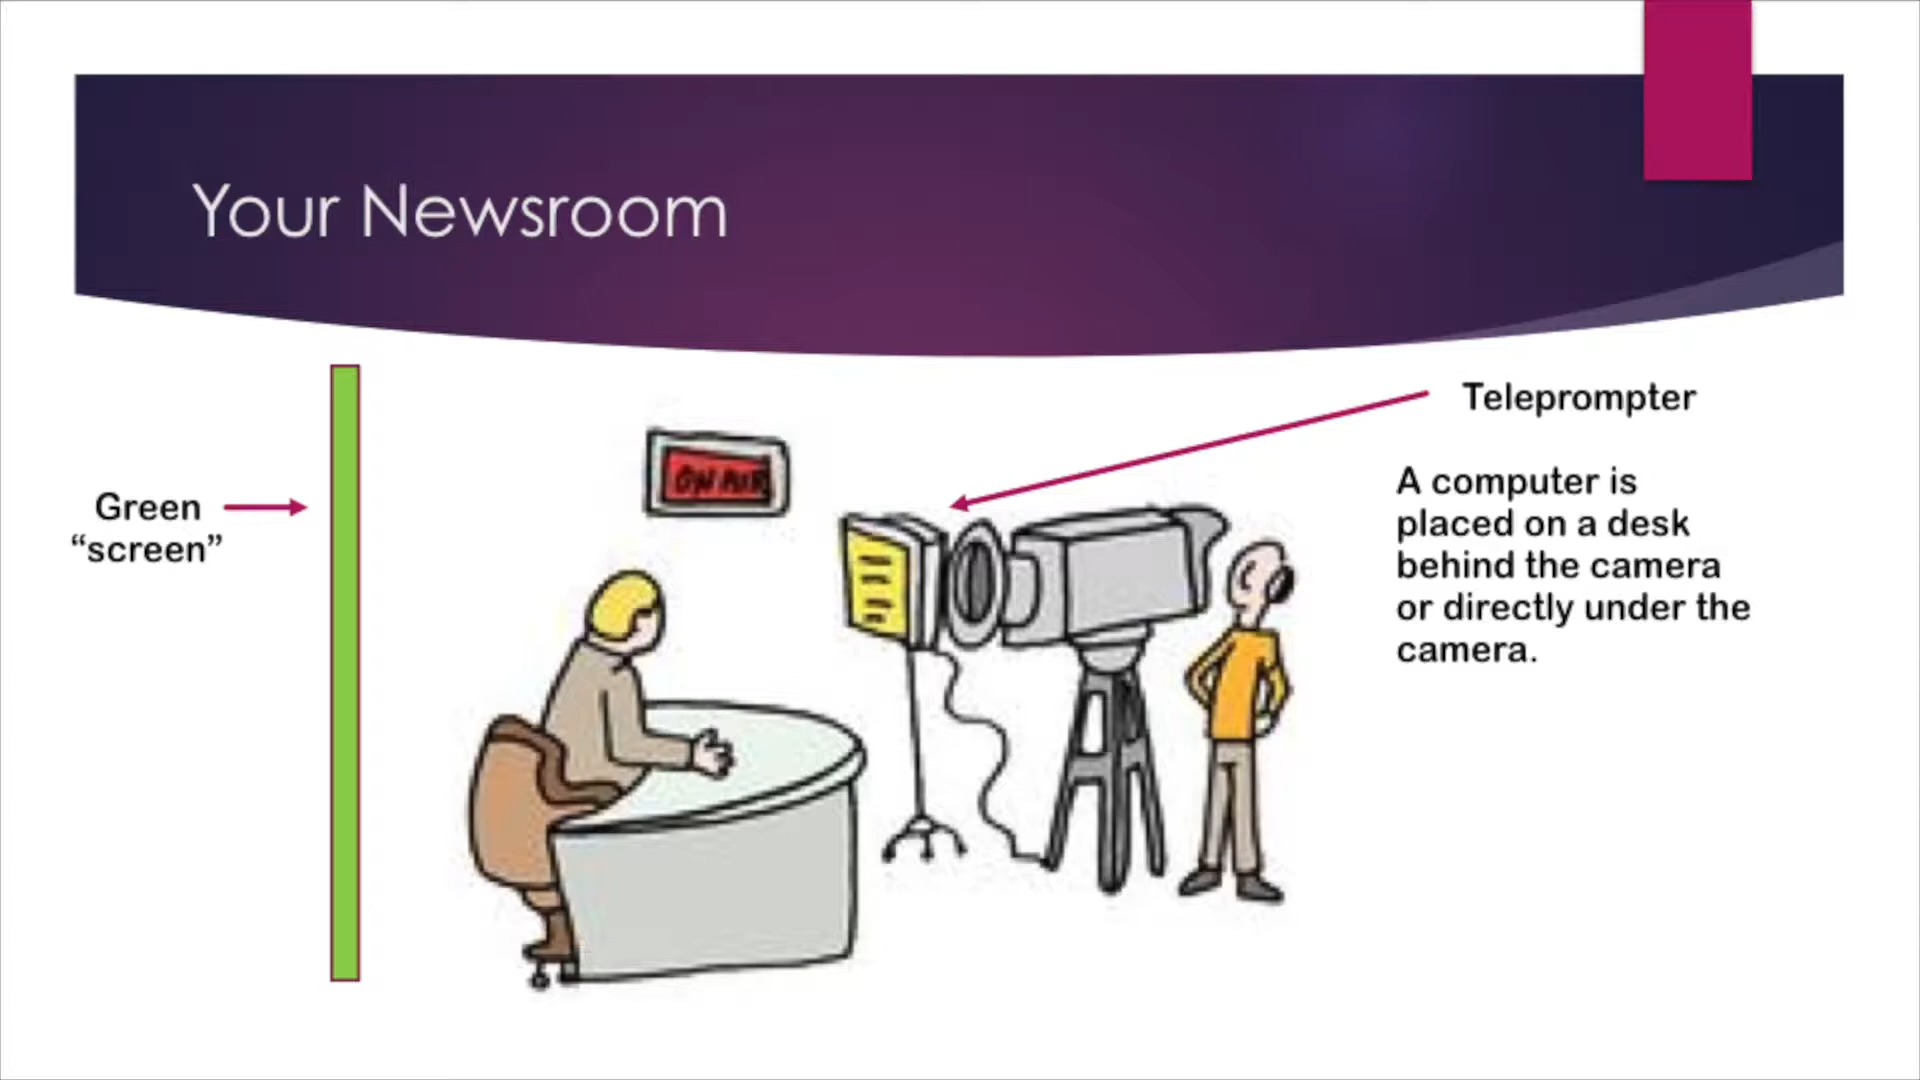 Your Newsroom
Green
“screen”
ON AIR
Teleprompter
A computer is
placed on a desk
behind the camera
or directly under the
camera.